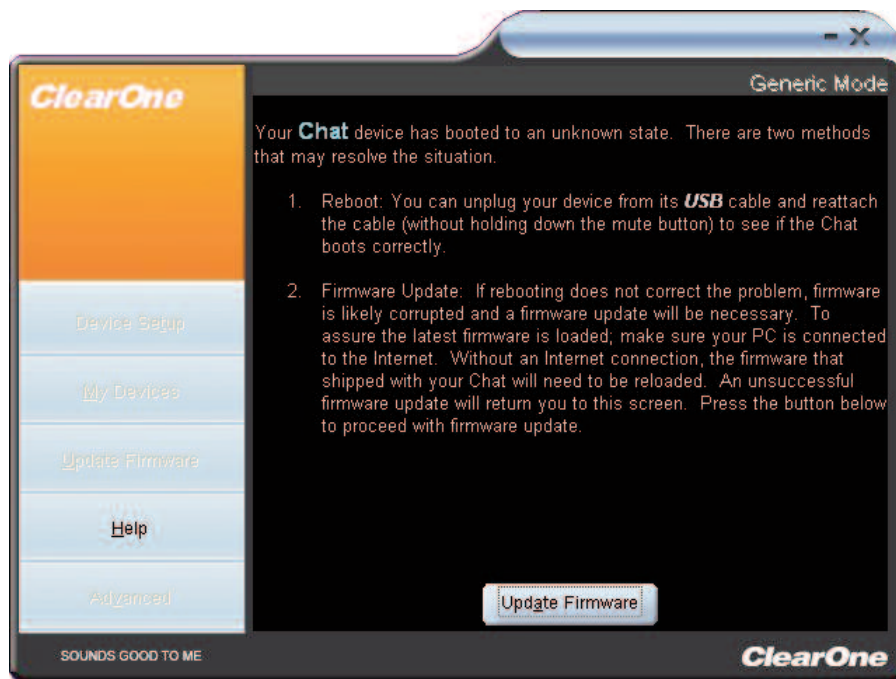 - X
ClearOne
Generic Mode
Your Chat device has booted to an unknown state. There are two methods
that may resolve the situation.
1. Reboot: You can unplug your device from its USB cable and reattach
the cable (without holding down the mute button) to see if the Chat
boots correctly.
2. Firmware Update: If rebooting does not correct the problem, firmware
is likely corrupted and a firmware update will be necessary. To
assure the latest firmware is loaded; make sure your PC is connected
to the Internet. Without an Internet connection, the firmware that
shipped with your Chat will need to be reloaded. An unsuccessful
firmware update will return you to this screen. Press the button below
to proceed with firmware update.
Device Setup
My Devices
Update Firmware
Help
Advanced
Update Firmware
SOUNDS GOOD TO ME
ClearOne